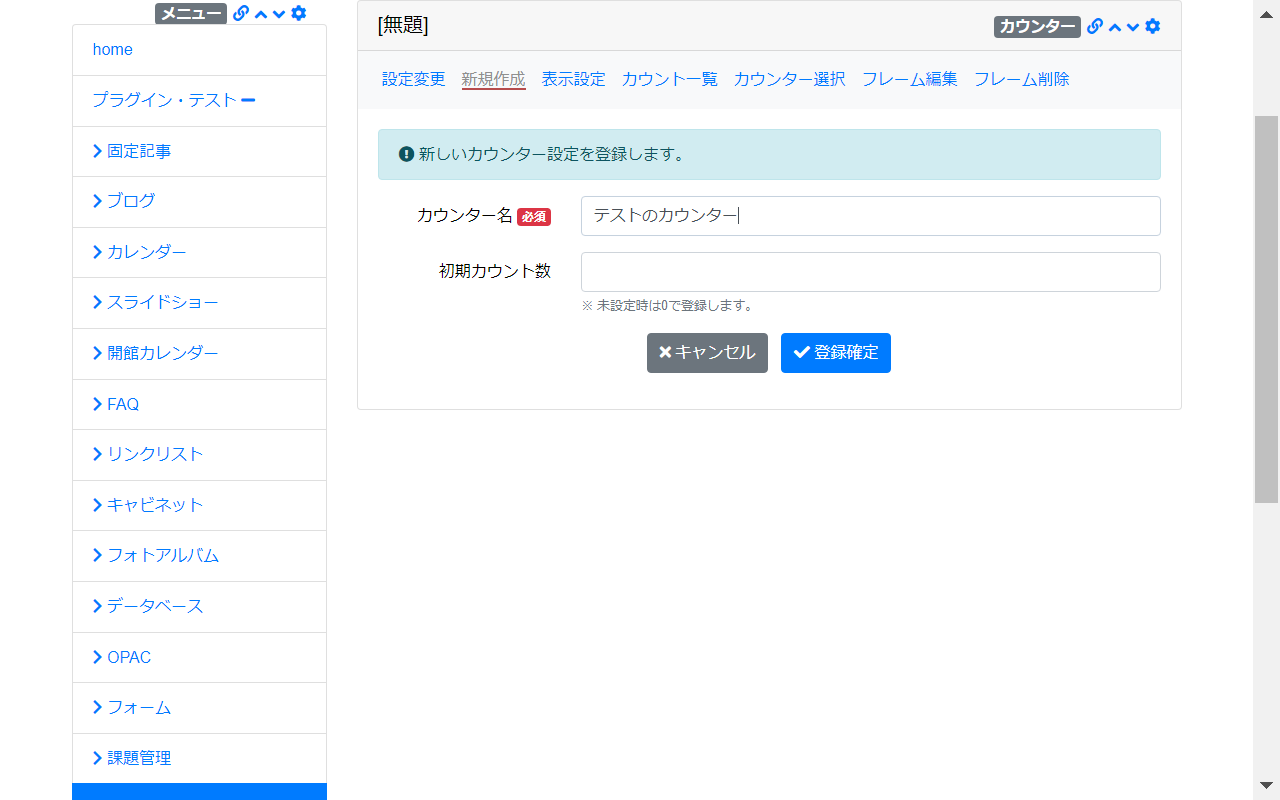 メニュー
home
プラグイン・テスト
固定記事
ブログ
カレンダー
スライドショー
開館カレンダー
FAQ
リンクリスト
キャビネット
フォトアルバム
データベース
OPAC
フォーム
課題管理
[無題] カウンター
設定変更 新規作成 表示設定 カウント一覧 カウンター選択 フレーム編集 フレーム削除
新しいカウンター設定を登録します。
カウンター名 必須 テストのカウンター
初期カウント数
※ 未設定時は0で登録します。
キャンセル 登録確定